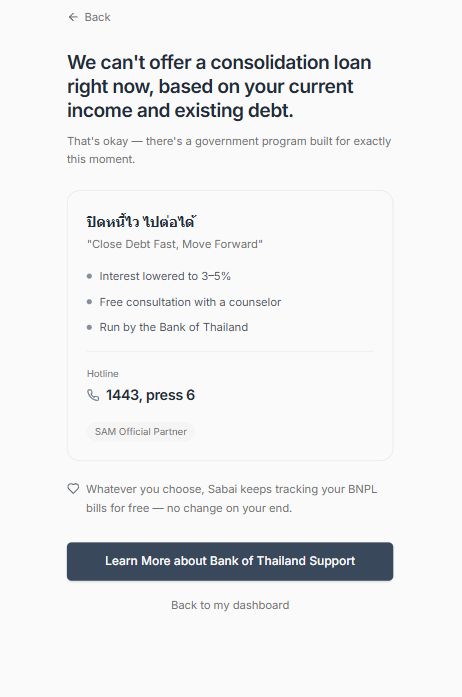 Back
We can't offer a consolidation loan
right now, based on your current
income and existing debt.
That's okay — there's a government program built for exactly
this moment.
ปิดหนี้ไว ไปต่อได้
"Close Debt Fast, Move Forward"
Interest lowered to 3–5%
Free consultation with a counselor
Run by the Bank of Thailand
Hotline
1443, press 6
SAM Official Partner
Whatever you choose, Sabai keeps tracking your BNPL
bills for free — no change on your end.
Learn More about Bank of Thailand Support
Back to my dashboard